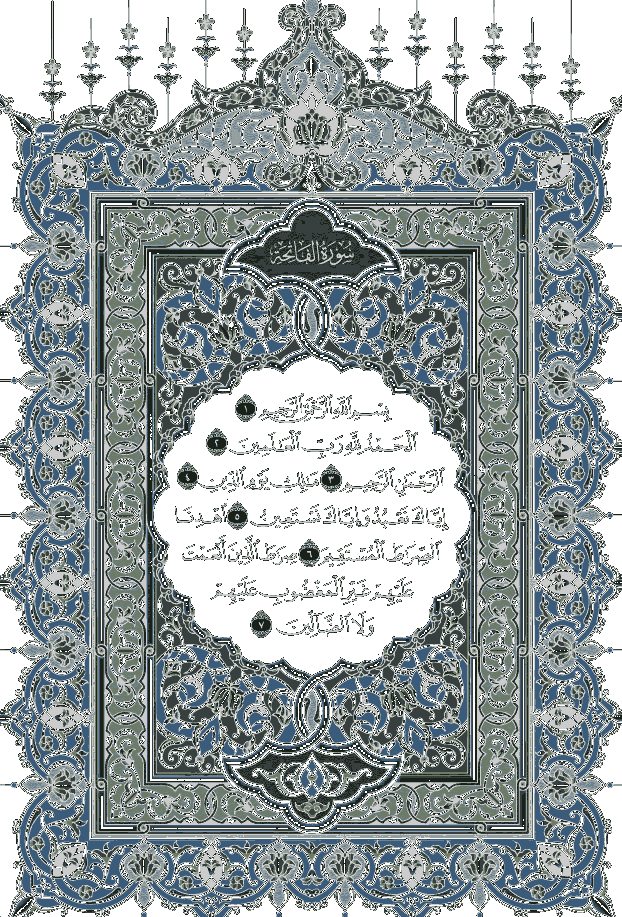 سُورَةُ الفَاتِحَةِ
بِسْمِ ٱللَّهِ ٱلرَّحْمَٰنِ ٱلرَّحِيمِ ١
ٱلْحَمْدُ لِلَّهِ رَبِّ ٱلْعَٰلَمِينَ ٢
ٱلرَّحْمَٰنِ ٱلرَّحِيمِ ٣ مَٰلِكِ يَوْمِ ٱلدِّينِ ٤
إِيَّاكَ نَعْبُدُ وَإِيَّاكَ نَسْتَعِينُ ٥ ٱهْدِنَا
ٱلصِّرَٰطَ ٱلْمُسْتَقِيمَ ٦ صِرَٰطَ ٱلَّذِينَ أَنْعَمْتَ
عَلَيْهِمْ غَيْرِ ٱلْمَغْضُوبِ عَلَيْهِمْ
وَلَا ٱلضَّآلِّينَ ٧